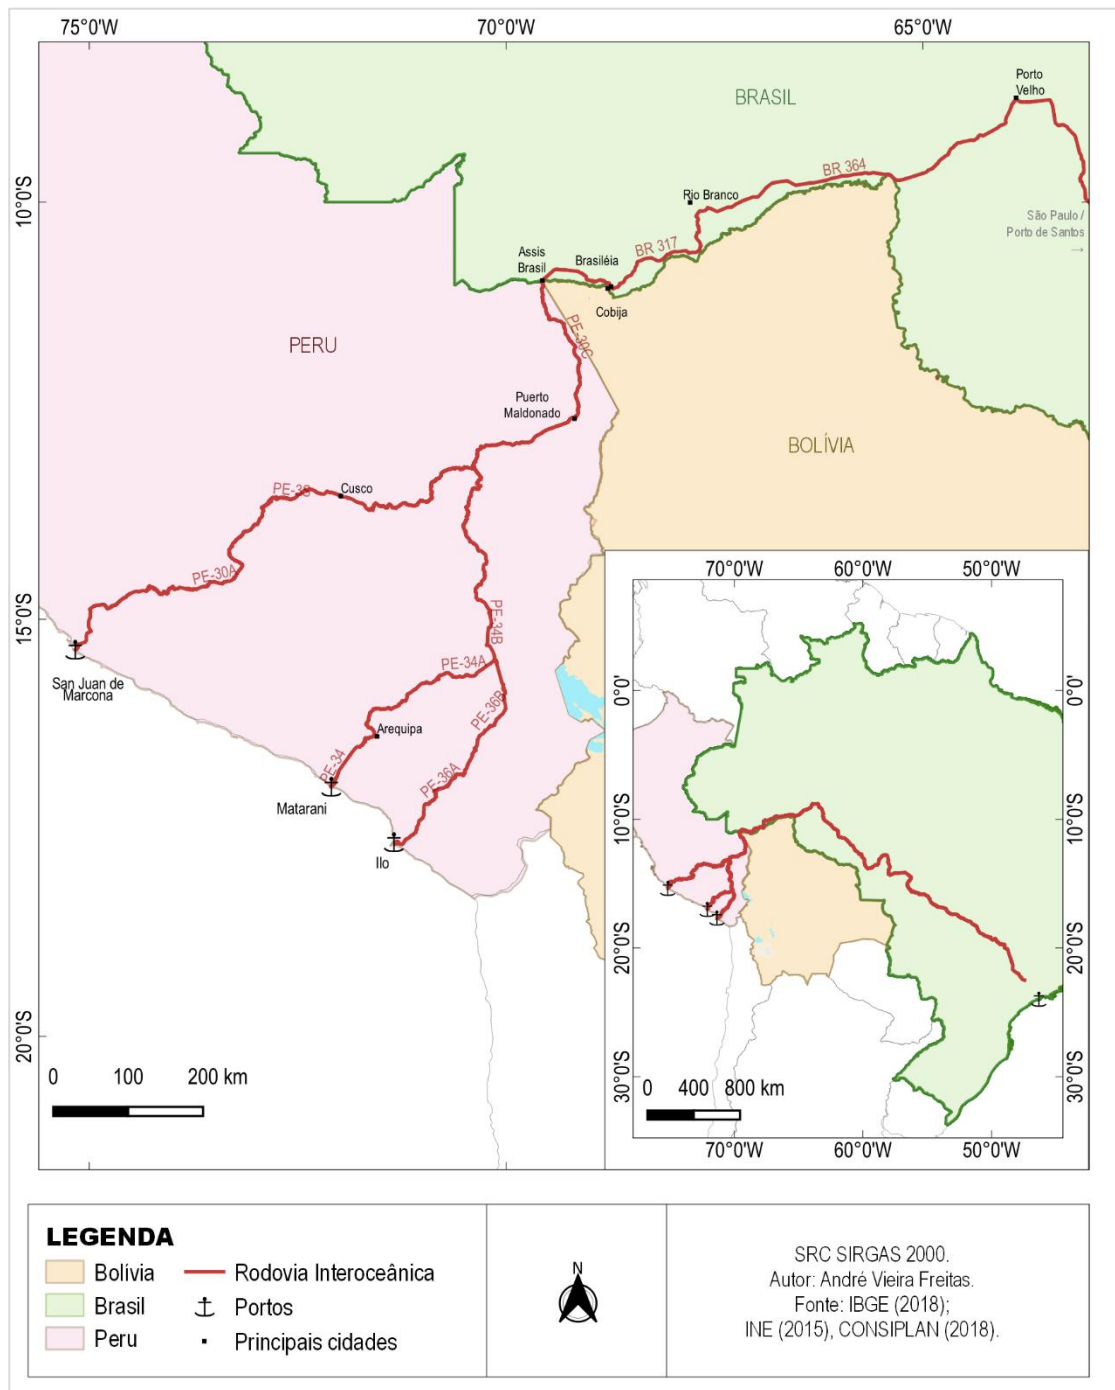 75°0'W
70°0'W
65°0'W
10°0'S
15°0'S
20°0'S
BRASIL
Porto
Velho
BR 364
Rio Branco
São Paulo /
Porto de Santos
→
BR 317
Assis
Brasil
Brasiléia
Cobija
PE-30C
PERU
Puerto
Maldonado
BOLÍVIA
PE-3S
Cusco
PE-30A
PE-34B
San Juan de
Marcona
PE-34A
PE-36B
Arequipa
PE-34
PE-36A
Matarani
Ilo
0 100 200 km
70°0'W
60°0'W
50°0'W
0°0'
0°0'
10°0'S
10°0'S
20°0'S
20°0'S
30°0'S
30°0'S
0 400 800 km
70°0'W
60°0'W
50°0'W
LEGENDA
Bolívia
Brasil
Peru
Rodovia Interoceânica
Portos
Principais cidades
N
SRC SIRGAS 2000.
Autor: André Vieira Freitas.
Fonte: IBGE (2018);
INE (2015), CONSIPLAN (2018).